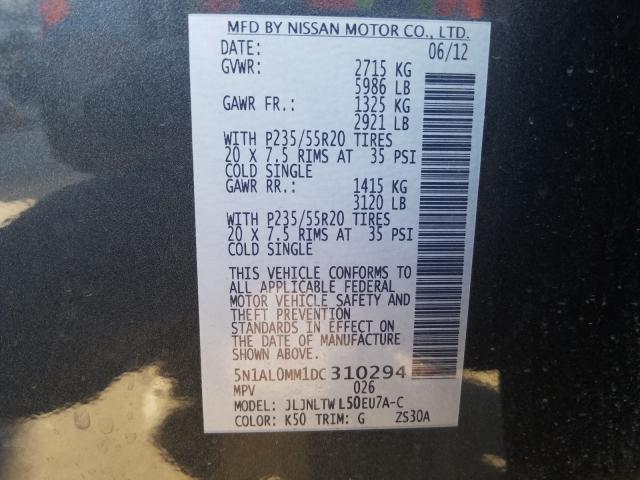 MFD BY NISSAN MOTOR CO., LTD.
DATE: 06/12
GVWR: 2715 KG
5986 LB
GAWR FR.: 1325 KG
2921 LB
WITH P235/55R20 TIRES
20 X 7.5 RIMS AT 35 PSI
COLD SINGLE
GAWR RR.: 1415 KG
3120 LB
WITH P235/55R20 TIRES
20 X 7.5 RIMS AT 35 PSI
COLD SINGLE
THIS VEHICLE CONFORMS TO
ALL APPLICABLE FEDERAL
MOTOR VEHICLE SAFETY AND
THEFT PREVENTION
STANDARDS IN EFFECT ON
THE DATE OF MANUFACTURE
SHOWN ABOVE.
5N1AL0MM1DC310294
MPV 026
MODEL: JLJNLTWL50EU7A-C
COLOR: K50 TRIM: G ZS30A